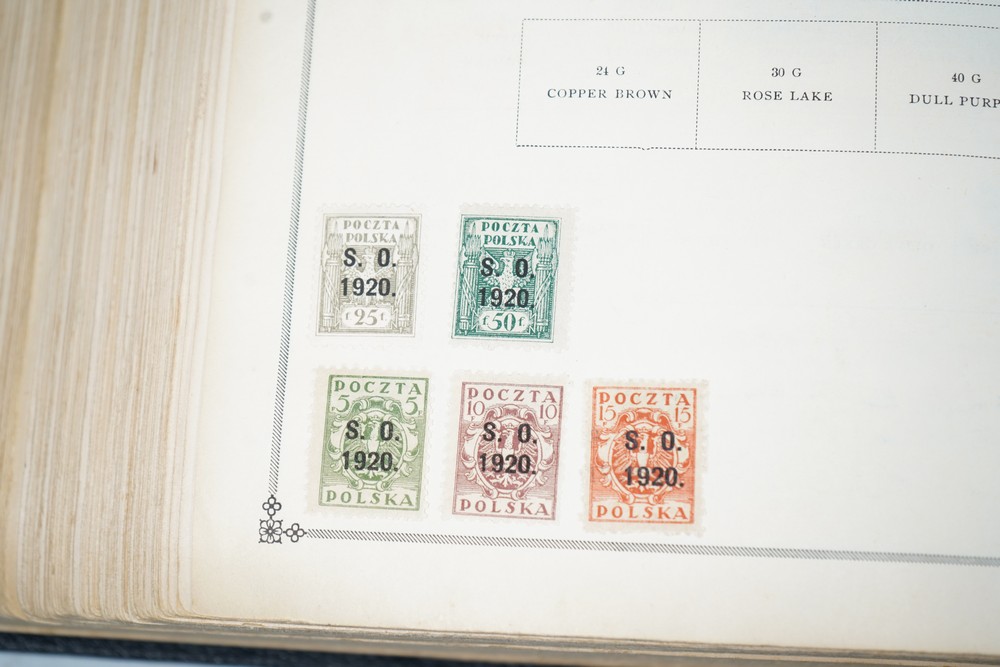 24 G
COPPER BROWN
30 G
ROSE LAKE
40 G
DULL PURP
POCZTA
POLSKA
S. O.
1920.
f 25 f
POCZTA
POLSKA
S. O.
1920.
f 50 f
POCZTA
5 5
S. O.
1920.
POLSKA
POCZTA
10 10
S. O.
1920.
POLSKA
POCZTA
15 15
S. O.
1920.
POLSKA